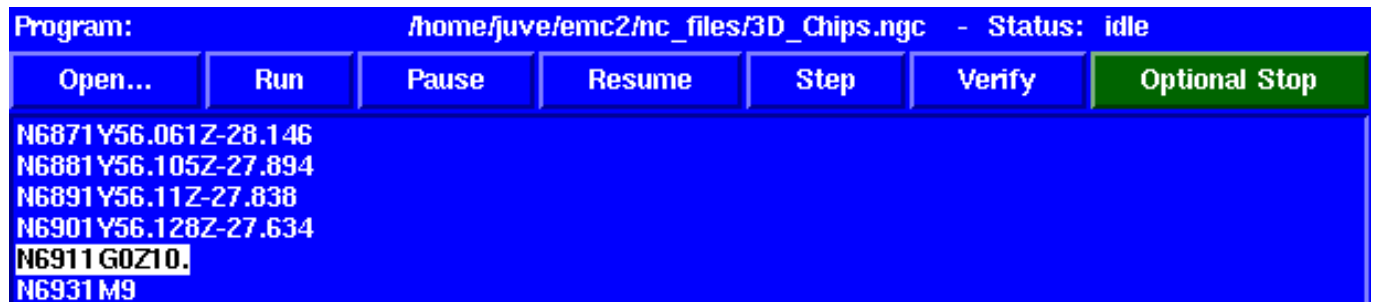 Program: /home/juve/emc2/nc_files/3D_Chips.ngc - Status: idle
Open... Run Pause Resume Step Verify Optional Stop
N6871Y56.061Z-28.146
N6881Y56.105Z-27.894
N6891Y56.11Z-27.838
N6901Y56.128Z-27.634
N6911G0Z10.
N6931M9